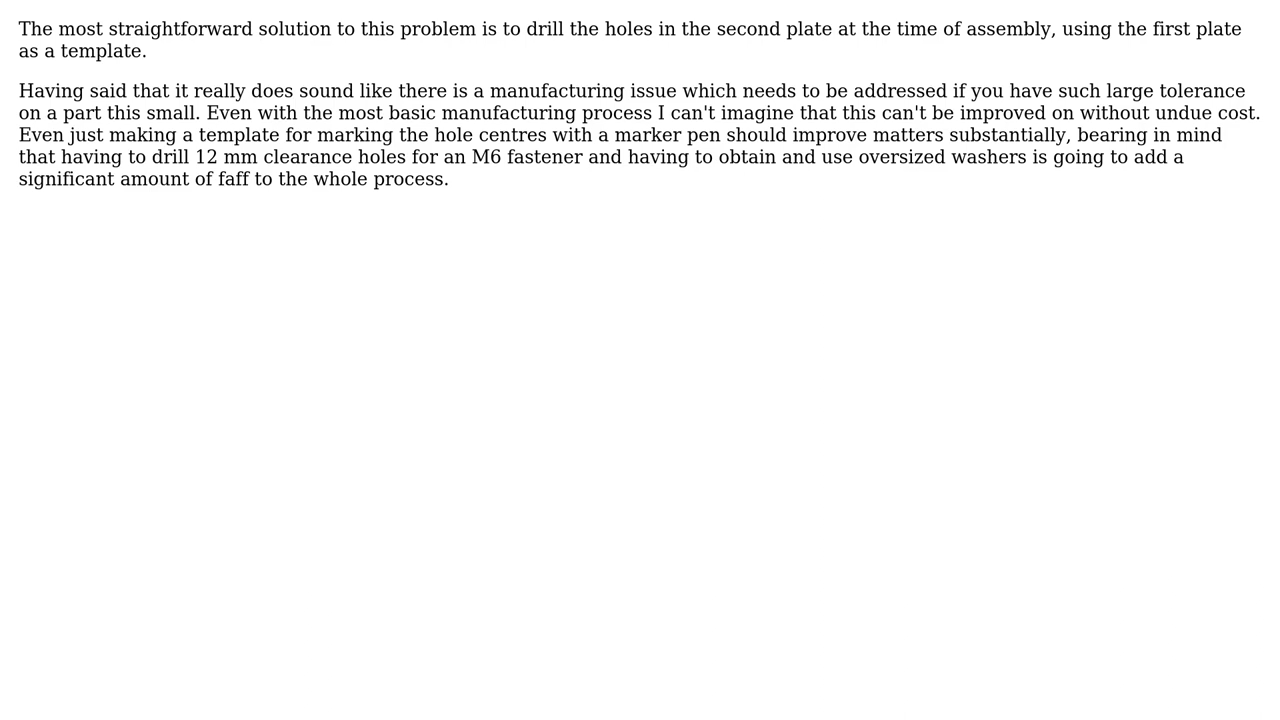 The most straightforward solution to this problem is to drill the holes in the second plate at the time of assembly, using the first plate
as a template.
Having said that it really does sound like there is a manufacturing issue which needs to be addressed if you have such large tolerance
on a part this small. Even with the most basic manufacturing process I can't imagine that this can't be improved on without undue cost.
Even just making a template for marking the hole centres with a marker pen should improve matters substantially, bearing in mind
that having to drill 12 mm clearance holes for an M6 fastener and having to obtain and use oversized washers is going to add a
significant amount of faff to the whole process.